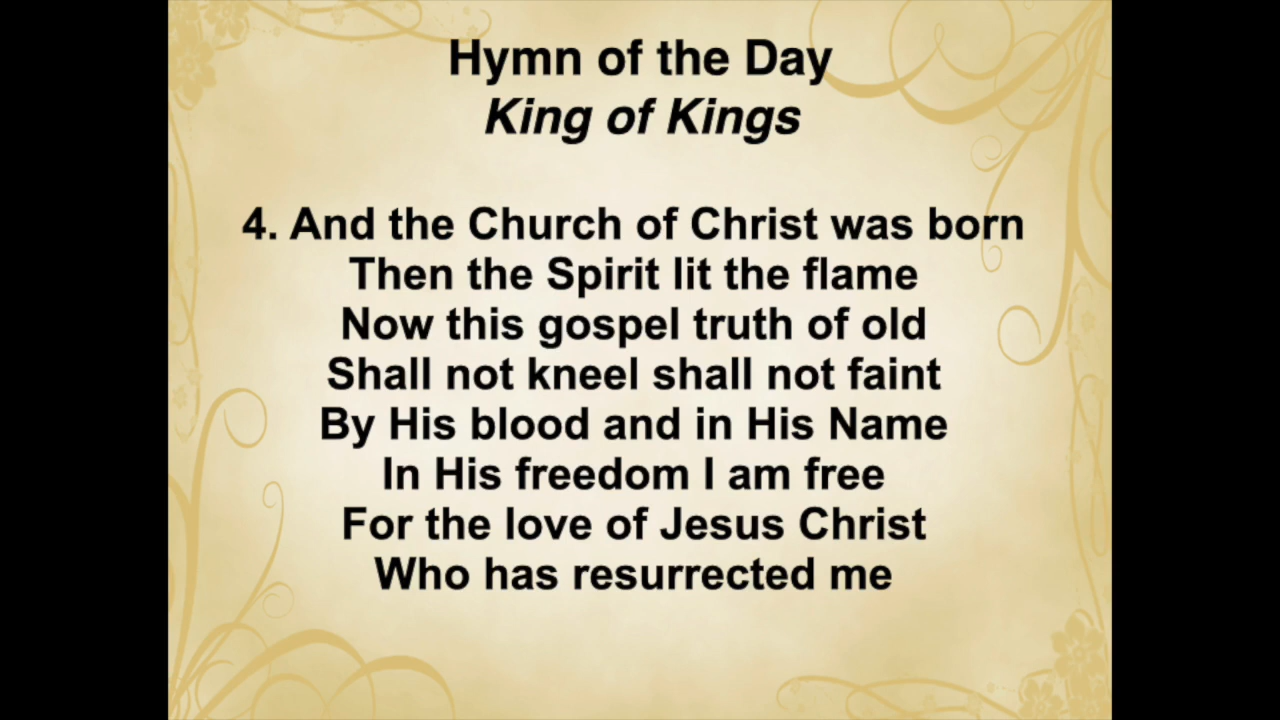 Hymn of the Day
King of Kings
4. And the Church of Christ was born
Then the Spirit lit the flame
Now this gospel truth of old
Shall not kneel shall not faint
By His blood and in His Name
In His freedom I am free
For the love of Jesus Christ
Who has resurrected me